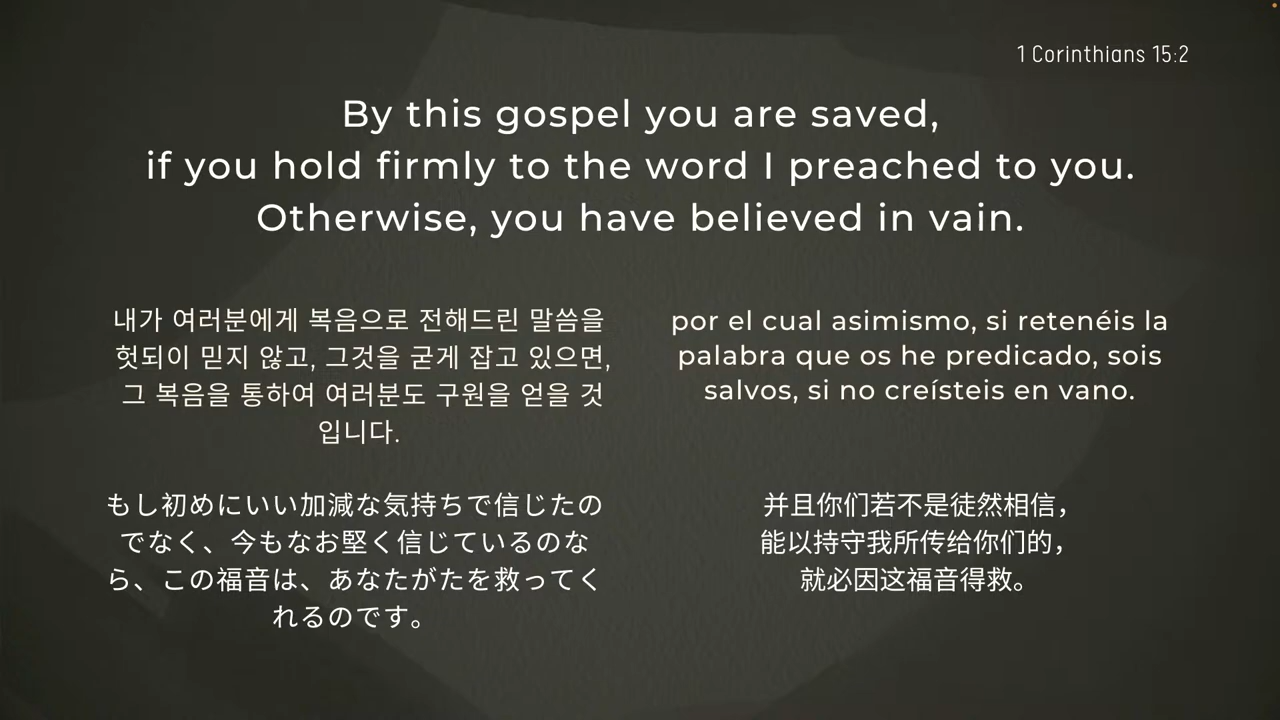 1 Corinthians 15:2
By this gospel you are saved,
if you hold firmly to the word I preached to you.
Otherwise, you have believed in vain.
내가 여러분에게 복음으로 전해드린 말씀을
헛되이 믿지 않고, 그것을 굳게 잡고 있으면,
그 복음을 통하여 여러분도 구원을 얻을 것
입니다.
por el cual asimismo, si retenéis la
palabra que os he predicado, sois
salvos, si no creísteis en vano.
もし初めにいい加減な気持ちで信じたの
でなく、今もなお堅く信じているのな
ら、この福音は、あなたがたを救ってく
れるのです。
并且你们若不是徒然相信，
能以持守我所传给你们的，
就必因这福音得救。